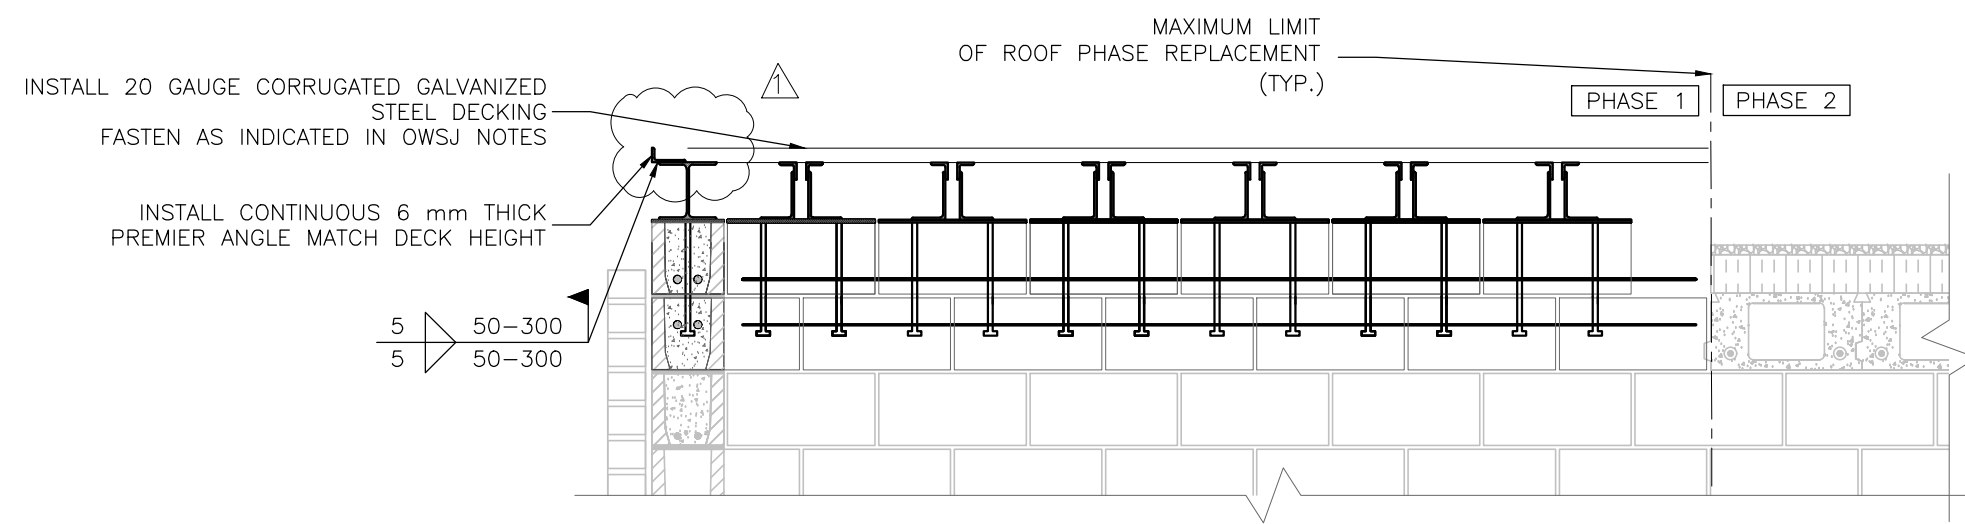 MAXIMUM LIMIT
OF ROOF PHASE REPLACEMENT
(TYP.)
1
INSTALL 20 GAUGE CORRUGATED GALVANIZED
STEEL DECKING
FASTEN AS INDICATED IN OWSJ NOTES
PHASE 1
PHASE 2
INSTALL CONTINUOUS 6 mm THICK
PREMIER ANGLE MATCH DECK HEIGHT
5 50-300
5 50-300